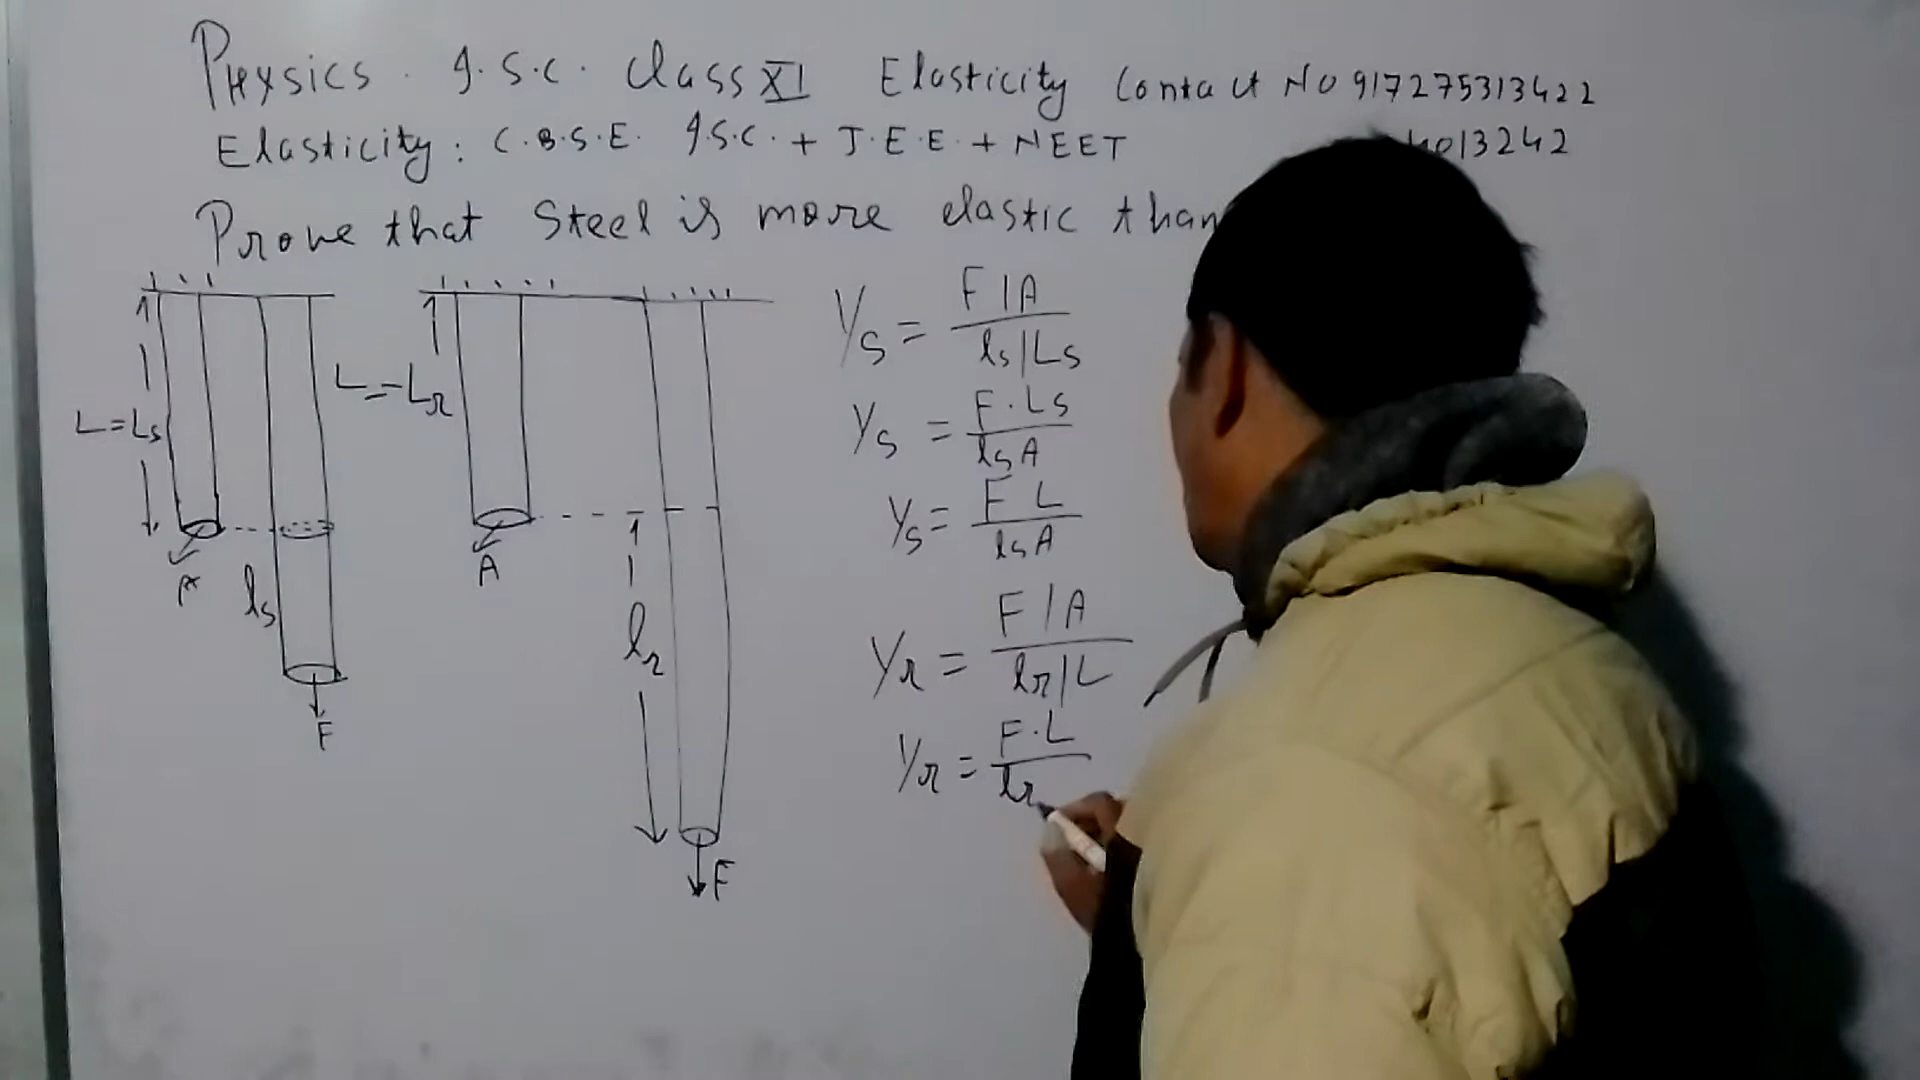 PHYSICS. I.S.C. Class XI Elasticity Contact No 917275313422
Elasticity: C.B.S.E. I.S.C. + J.E.E. + NEET 4013242
Prove that Steel is more elastic than
L=Ls
A
ls
F
L=Lr
A
lr
F
Ys = F/A / ls/Ls
Ys = F.Ls / lsA
Ys = F L / lsA
Yr = F/A / lr/L
Yr = F.L / lr